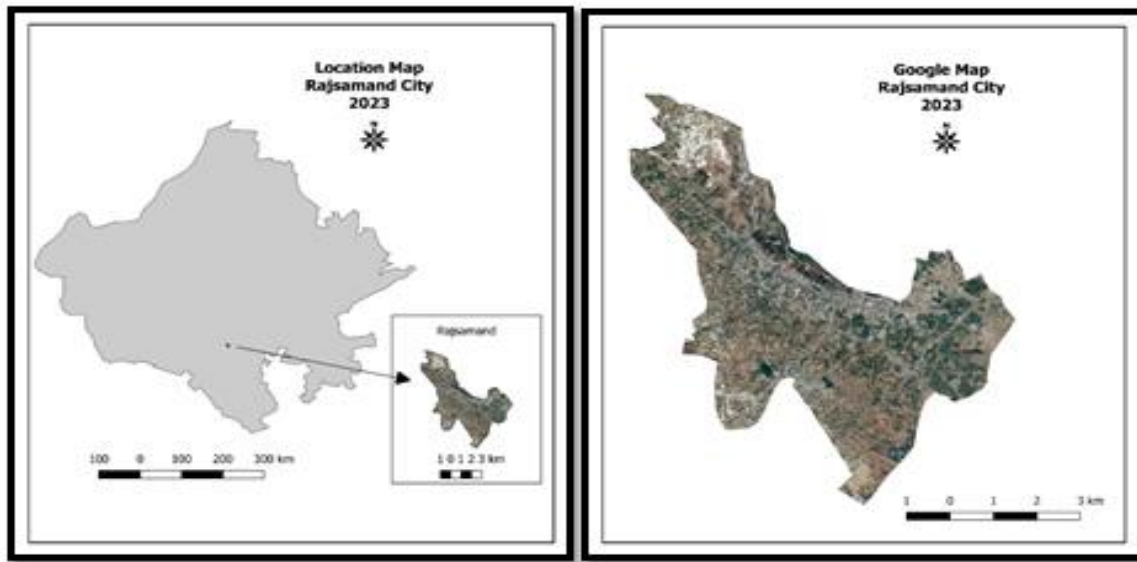 Location Map
Rajsamand City
2023
N
Rajsamand
100 0 100 200 300 km
1 0 1 2 3 km
Google Map
Rajsamand City
2023
N
1 0 1 2 3 km